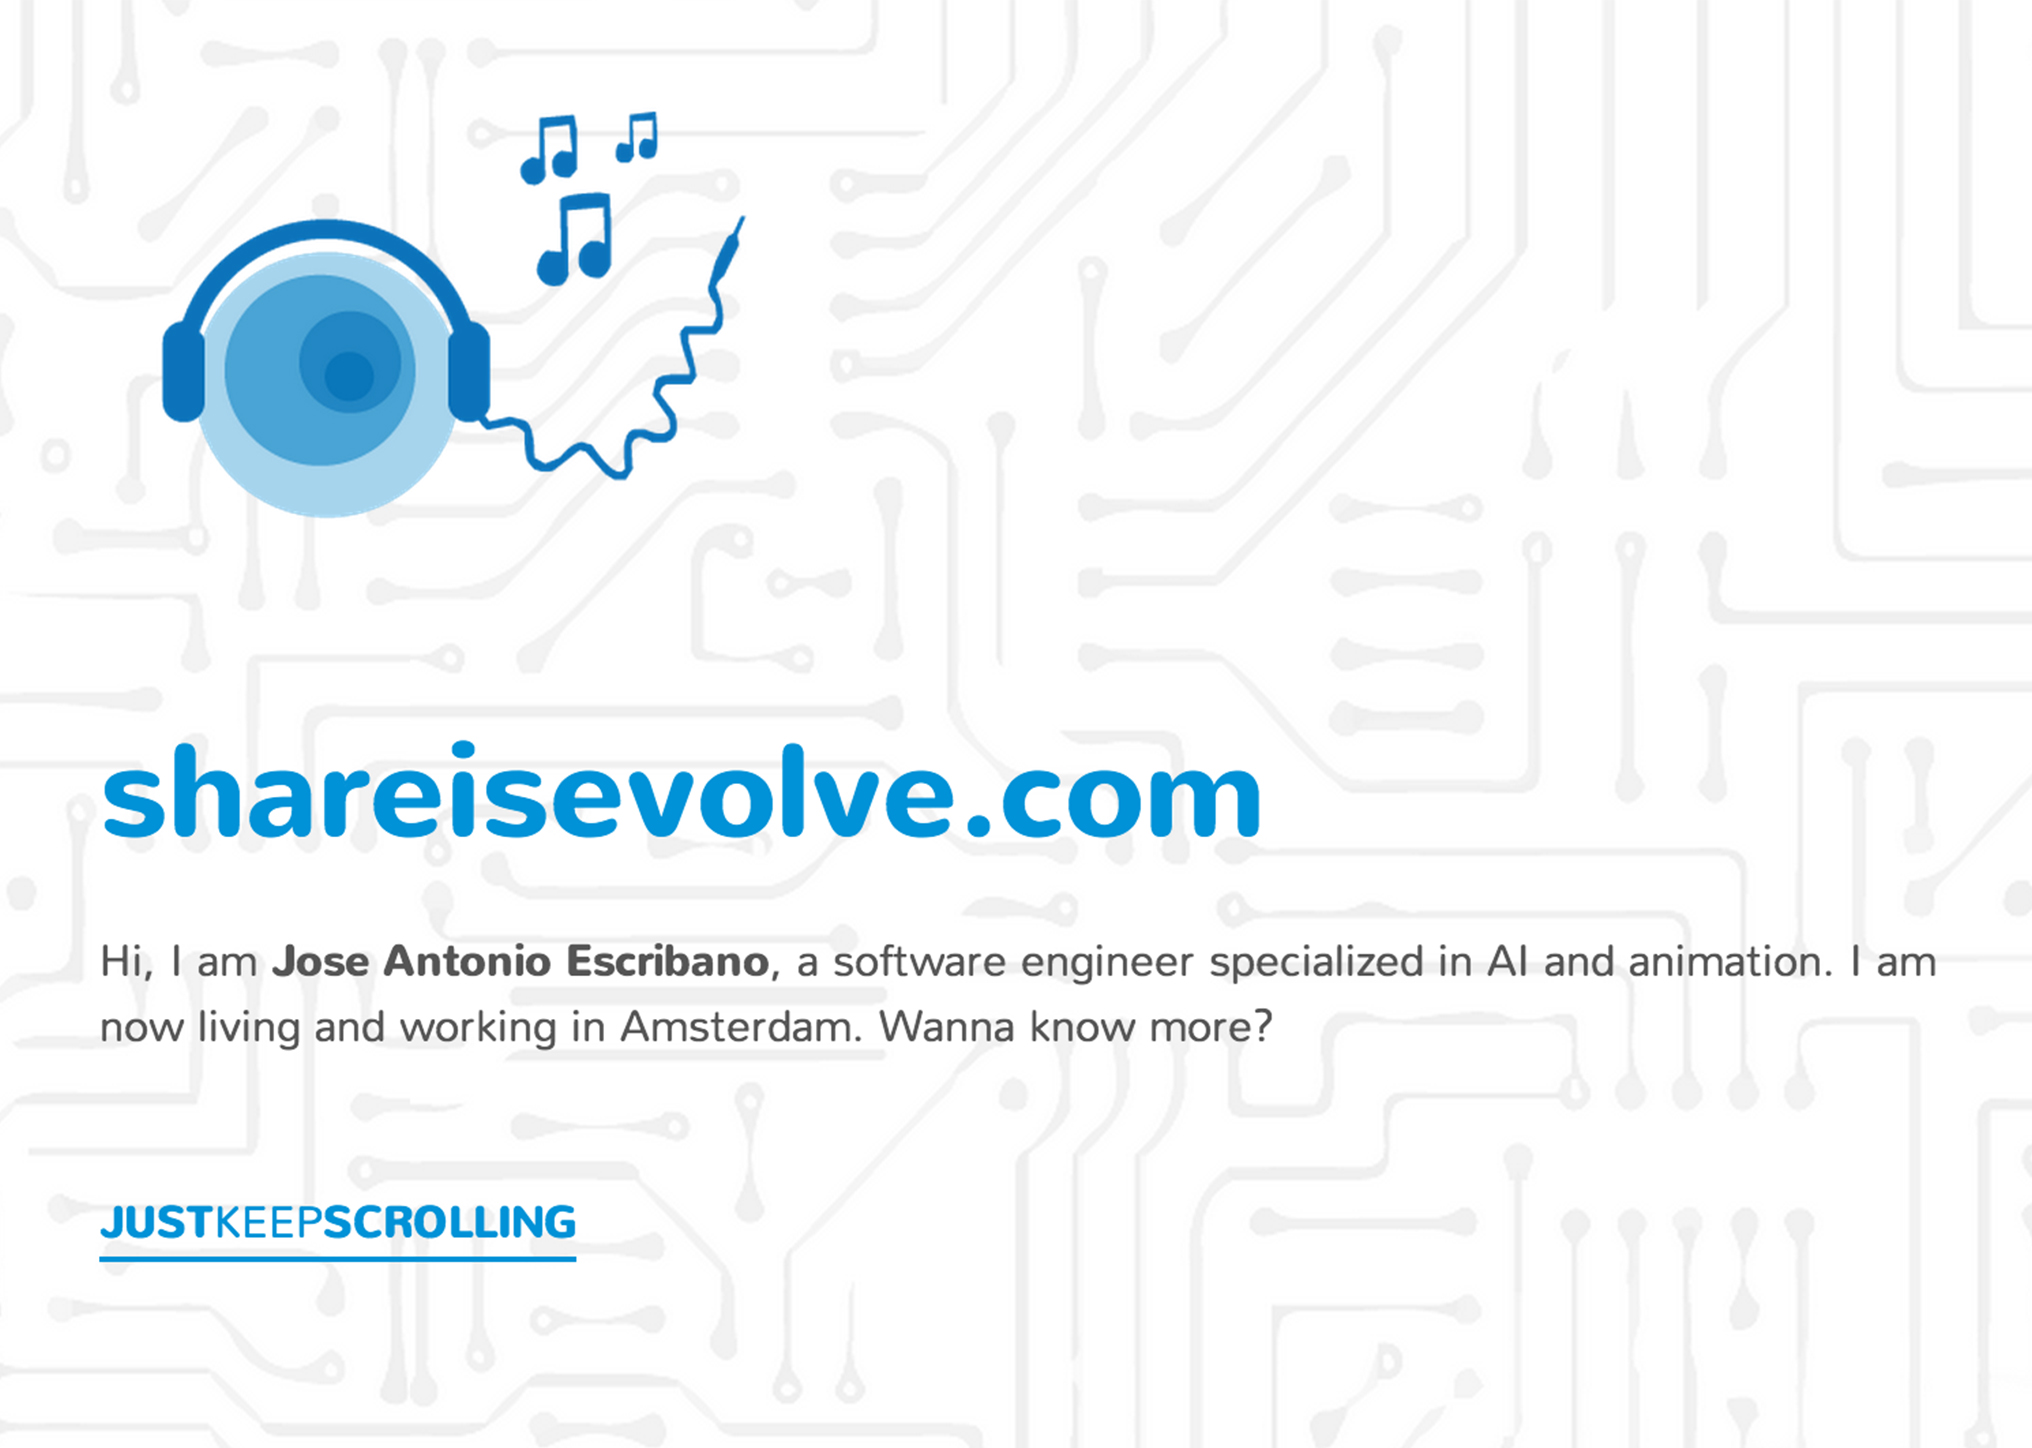 shareisevolve.com
Hi, I am Jose Antonio Escribano, a software engineer specialized in AI and animation. I am
now living and working in Amsterdam. Wanna know more?
JUSTKEEPSCROLLING